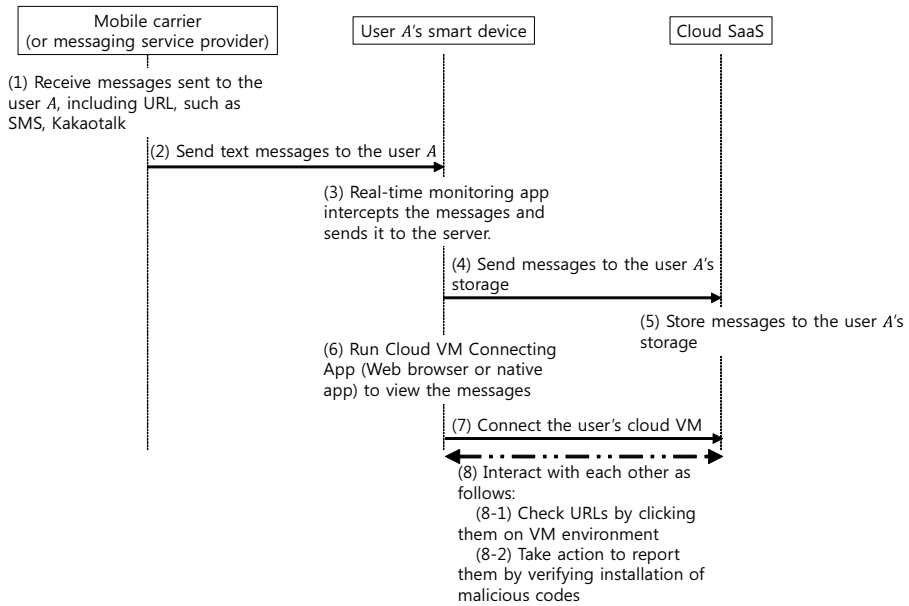 Mobile carrier
(or messaging service provider)
User A's smart device
Cloud SaaS
(1) Receive messages sent to the
user A, including URL, such as
SMS, Kakaotalk
(2) Send text messages to the user A
(3) Real-time monitoring app
intercepts the messages and
sends it to the server.
(4) Send messages to the user A's
storage
(5) Store messages to the user A's
storage
(6) Run Cloud VM Connecting
App (Web browser or native
app) to view the messages
(7) Connect the user's cloud VM
(8) Interact with each other as
follows:
(8-1) Check URLs by clicking
them on VM environment
(8-2) Take action to report
them by verifying installation of
malicious codes